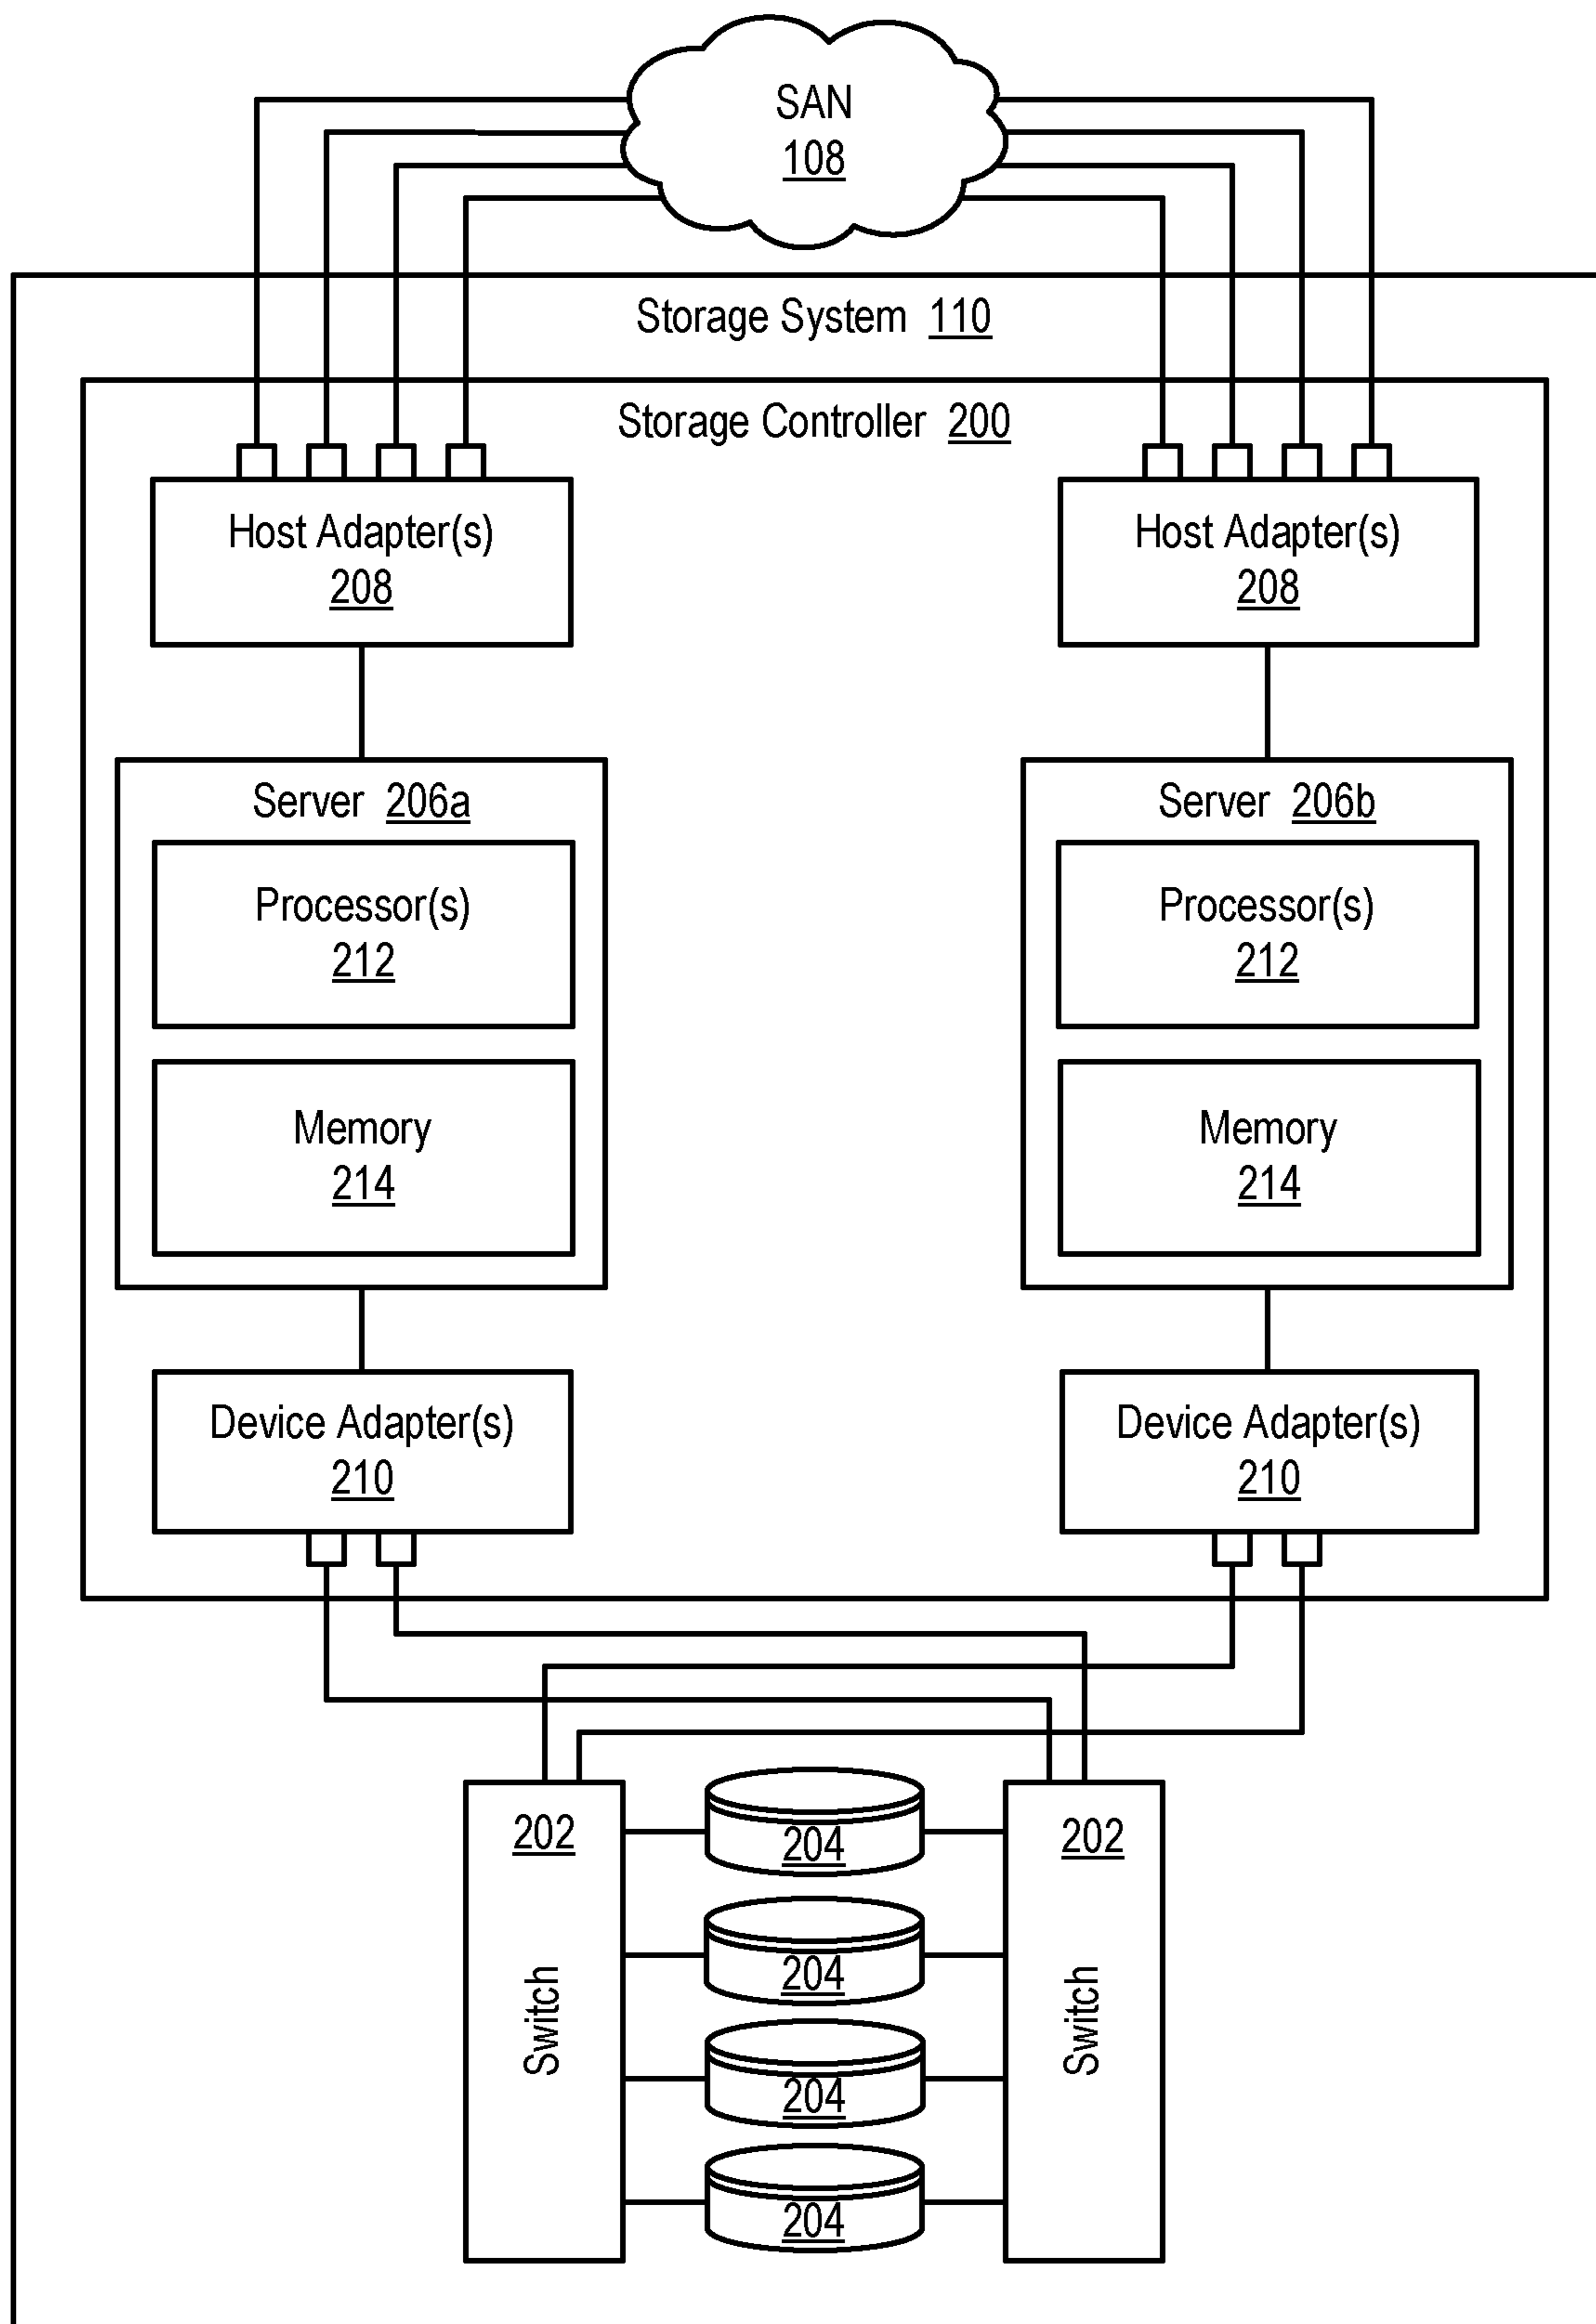 SAN
108
Storage System 110
Storage Controller 200
Host Adapter(s)
208
Host Adapter(s)
208
Server 206a
Processor(s)
212
Memory
214
Server 206b
Processor(s)
212
Memory
214
Device Adapter(s)
210
Device Adapter(s)
210
202
Switch
204
204
204
204
202
Switch